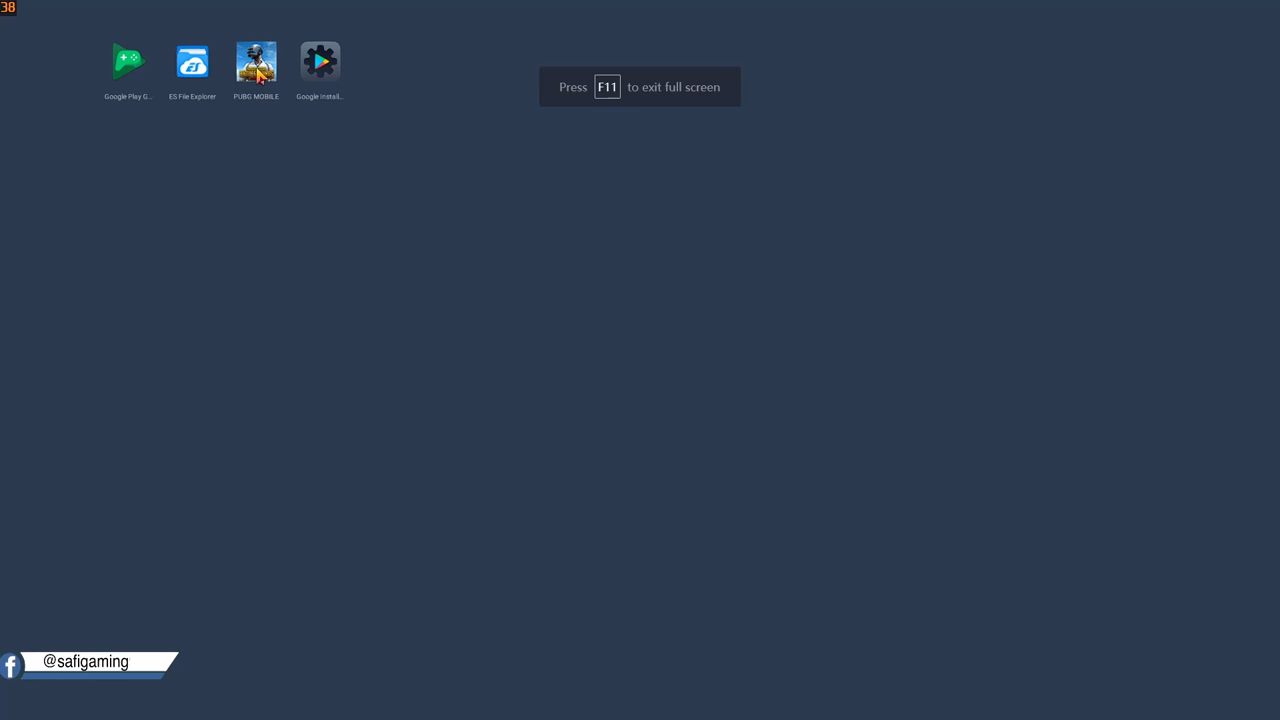 38
Press F11 to exit full screen
Google Play G...
ES File Explorer
PUBG MOBILE
Google Install...
@safigaming